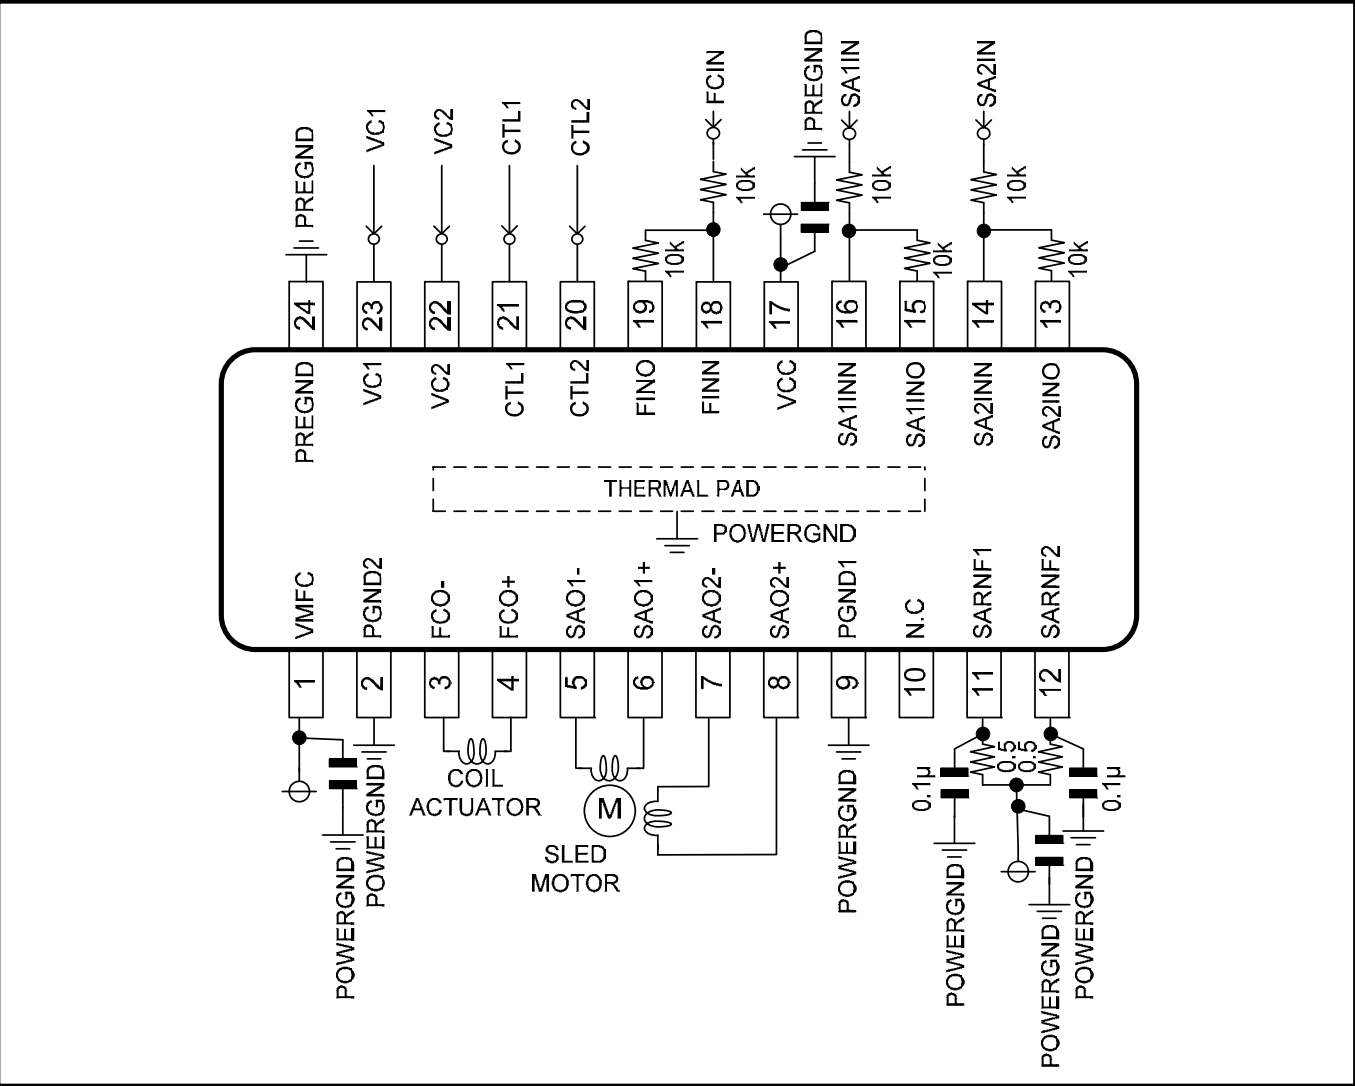 PREGND
VC1
VC2
CTL1
CTL2
FCIN
PREGND
SA1IN
SA2IN
10k
10k
10k
10k
10k
10k
24
23
22
21
20
19
18
17
16
15
14
13
PREGND
VC1
VC2
CTL1
CTL2
FINO
FINN
VCC
SA1INN
SA1INO
SA2INN
SA2INO
THERMAL PAD
POWERGND
VMFC
PGND2
FCO-
FCO+
SAO1-
SAO1+
SAO2-
SAO2+
PGND1
N.C
SARNF1
SARNF2
1
2
3
4
5
6
7
8
9
10
11
12
COIL
ACTUATOR
M
SLED
MOTOR
0.5
0.5
0.1μ
0.1μ
POWERGND
POWERGND
POWERGND
POWERGND
POWERGND
POWERGND